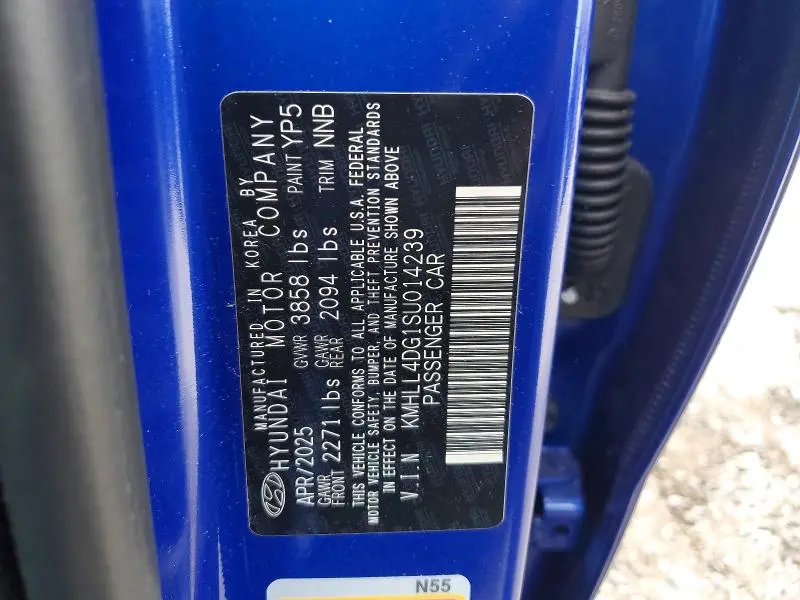 MANUFACTURED IN KOREA BY
HYUNDAI MOTOR COMPANY
APR/2025 GVWR 3858 lbs PAINT YP5
GAWR FRONT 2271 lbs GAWR REAR 2094 lbs TRIM NNB
THIS VEHICLE CONFORMS TO ALL APPLICABLE U.S.A. FEDERAL
MOTOR VEHICLE SAFETY, BUMPER, AND THEFT PREVENTION STANDARDS
IN EFFECT ON THE DATE OF MANUFACTURE SHOWN ABOVE
V.I.N KMHLL4DG1SU014239
PASSENGER CAR
N55